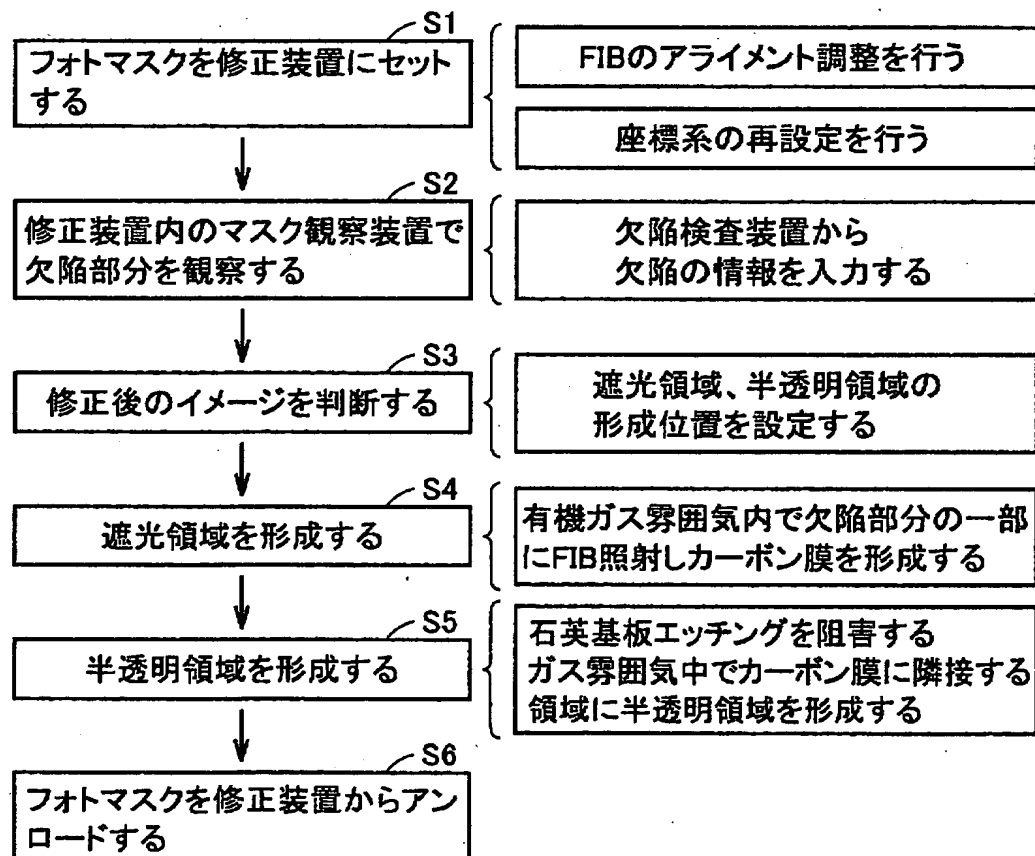 S1
フォトマスクを修正装置にセット
する
FIBのアライメント調整を行う
座標系の再設定を行う
S2
修正装置内のマスク観察装置で
欠陥部分を観察する
欠陥検査装置から
欠陥の情報を入力する
S3
修正後のイメージを判断する
遮光領域、半透明領域の
形成位置を設定する
S4
遮光領域を形成する
有機ガス雰囲気内で欠陥部分の一部
にFIB照射しカーボン膜を形成する
S5
半透明領域を形成する
石英基板エッチングを阻害する
ガス雰囲気中でカーボン膜に隣接する
領域に半透明領域を形成する
S6
フォトマスクを修正装置からアン
ロードする